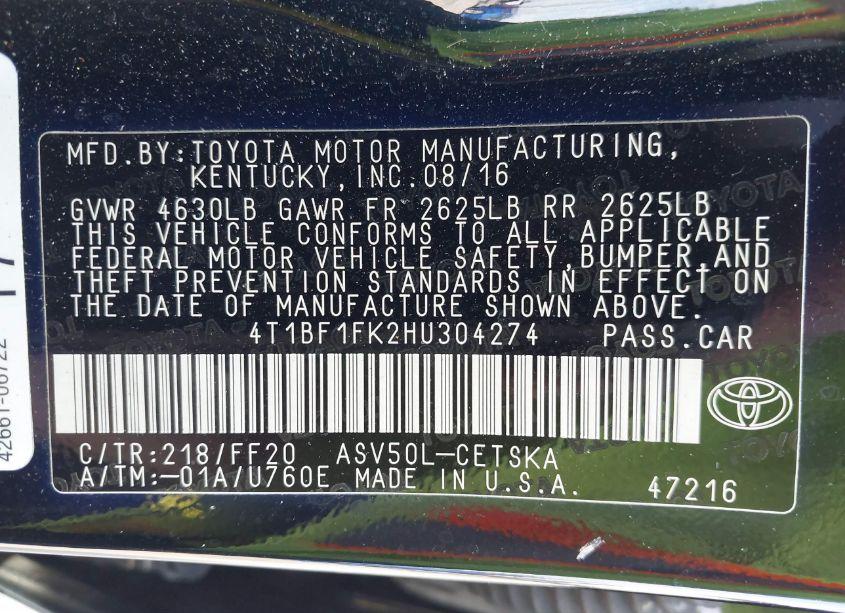 MFD.BY:TOYOTA MOTOR MANUFACTURING,
KENTUCKY,INC.08/16
GVWR 4630LB GAWR FR 2625LB RR 2625LB
THIS VEHICLE CONFORMS TO ALL APPLICABLE
FEDERAL MOTOR VEHICLE SAFETY,BUMPER,AND
THEFT PREVENTION STANDARDS IN EFFECT ON
THE DATE OF MANUFACTURE SHOWN ABOVE.
4T1BF1FK2HU304274 PASS.CAR
C/TR:218/FF20 ASV50L-CETSKA
A/TM:-01A/U760E MADE IN U.S.A. 47216